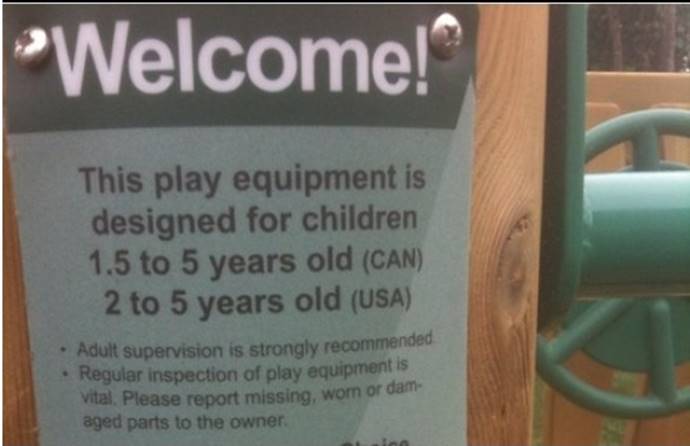 Welcome!
This play equipment is
designed for children
1.5 to 5 years old (CAN)
2 to 5 years old (USA)
• Adult supervision is strongly recommended.
• Regular inspection of play equipment is
vital. Please report missing, worn or dam-
aged parts to the owner.